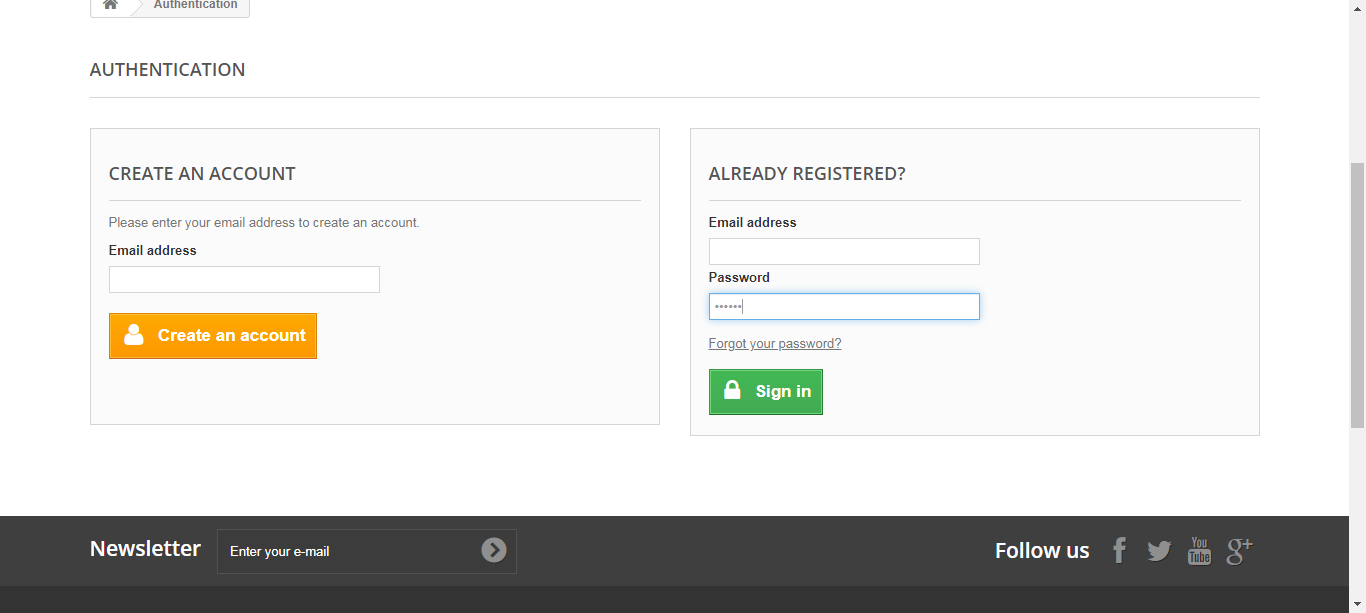 Authentication
AUTHENTICATION
CREATE AN ACCOUNT
Please enter your email address to create an account.
Email address
Create an account
ALREADY REGISTERED?
Email address
Password
••••••
Forgot your password?
Sign in
Newsletter
Enter your e-mail
Follow us
f
You
Tube
g+